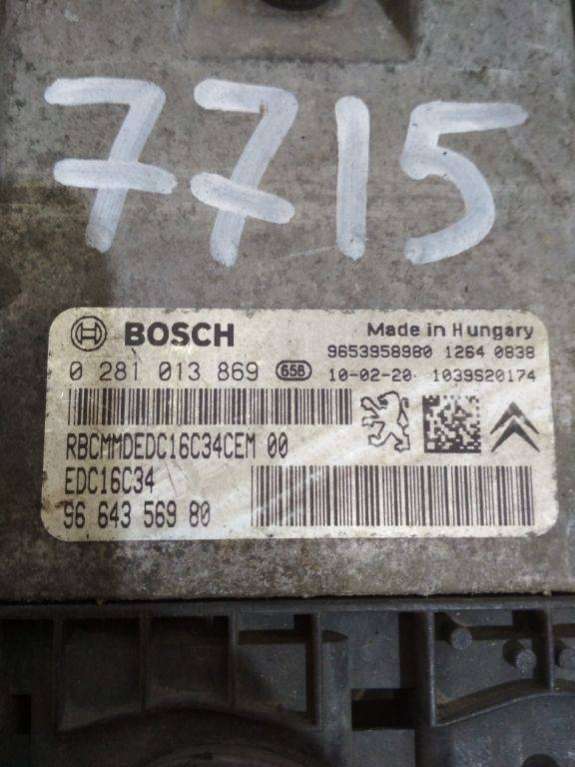 7715
BOSCH
Made in Hungary
9653958980 1264 0838
0 281 013 869 656 10-02-20 1039S20174
RBCMMDEDC16C34CEM 00
EDC16C34
96 643 569 80